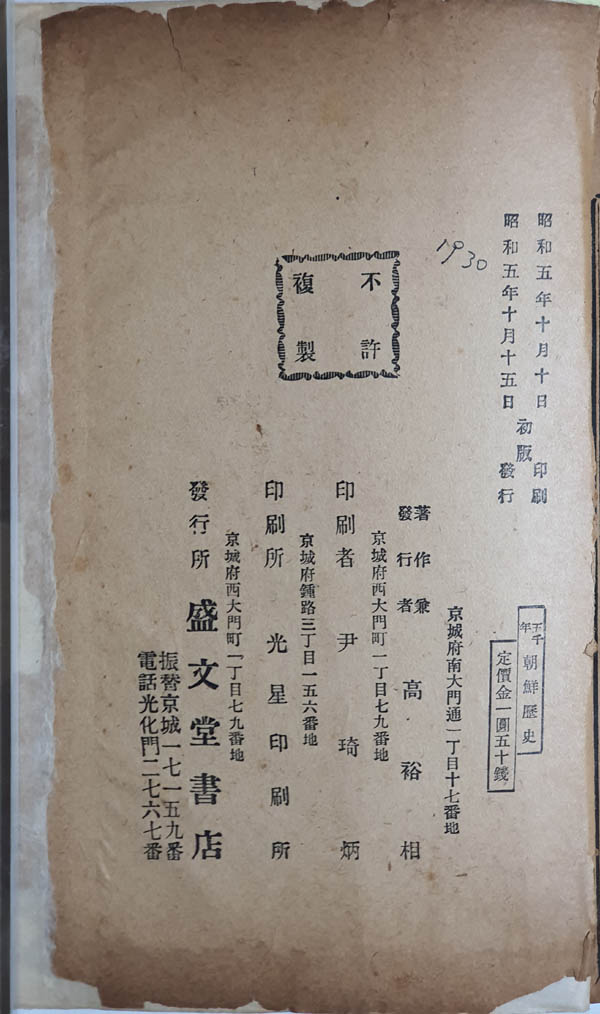 昭和五年十月十日 印刷
昭和五年十月十五日 發行
初版
1930
不許
複製
五千年 朝鮮歷史
定價金一圓五十錢
京城府南大門通一丁目十七番地
著作兼
發行者 高裕相
京城府西大門町一丁目七九番地
印刷者 尹琦炳
京城府鍾路三丁目一五六番地
印刷所 光星印刷所
京城府西大門町一丁目七九番地
發行所 盛文堂書店
振替京城一七一五九番
電話光化門二七六七番